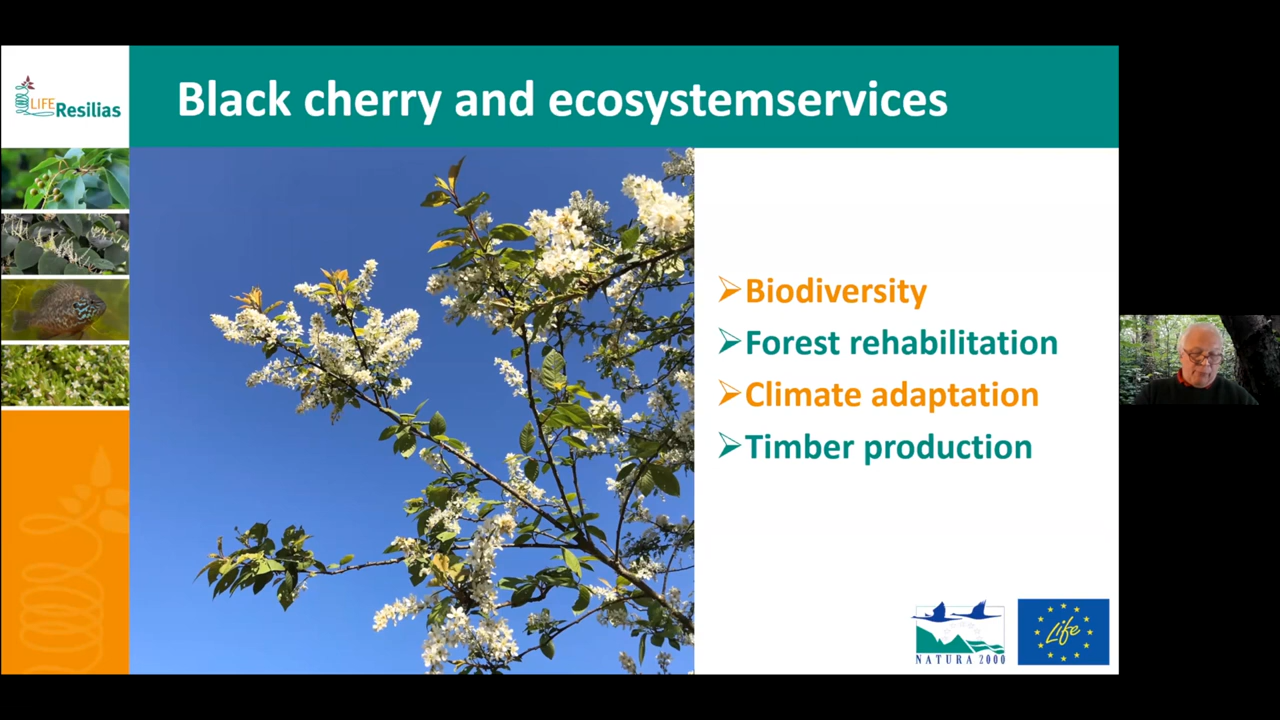 LIFE
Resilias
Black cherry and ecosystemservices
Biodiversity
Forest rehabilitation
Climate adaptation
Timber production
NATURA 2000
Life